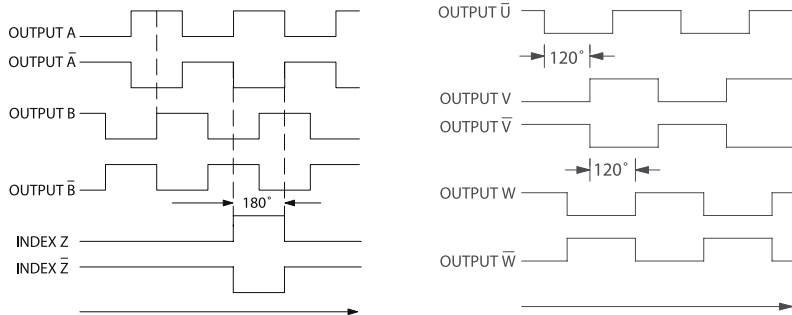 OUTPUT A
OUTPUT A̅
OUTPUT B
OUTPUT B̅
180°
INDEX Z
INDEX Z̅
OUTPUT U̅
120°
OUTPUT V
OUTPUT V̅
120°
OUTPUT W
OUTPUT W̅